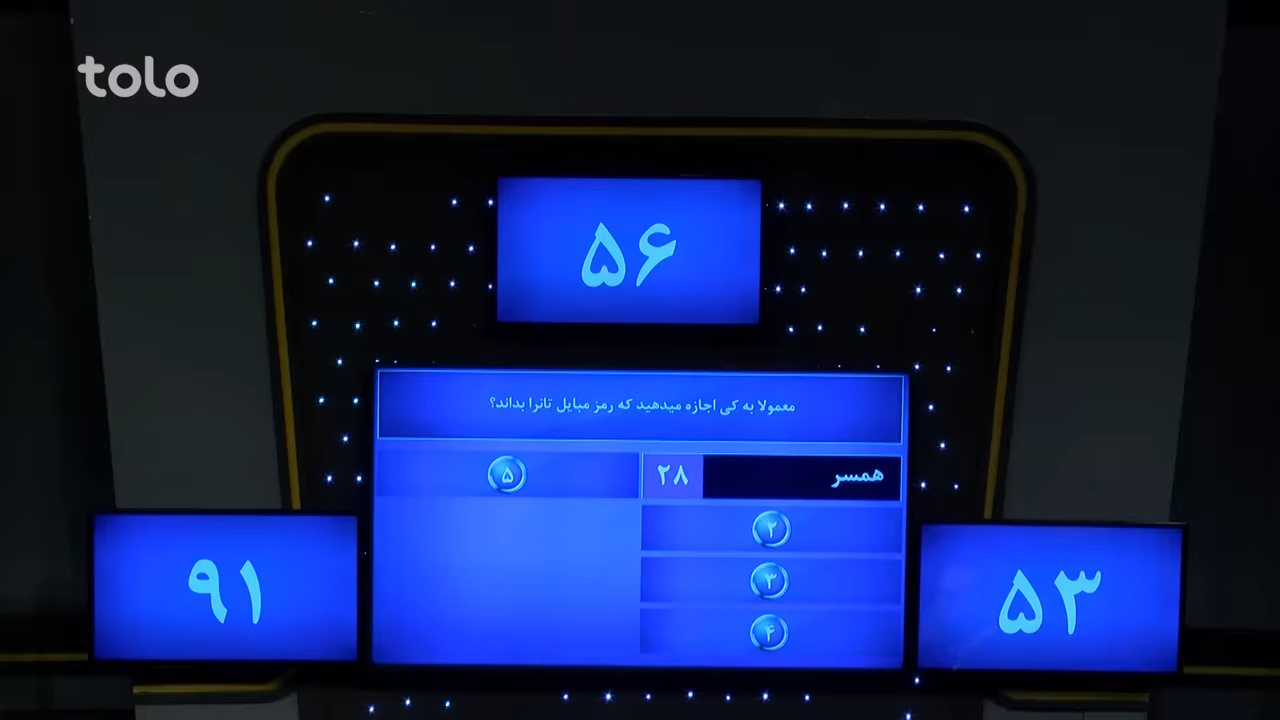 tolo
۵۶
معمولا به کی اجازه میدهید که رمز مبایل تانرا بداند؟
همسر ۲۸
۲
۳
۴
۵
۹۱
۵۳